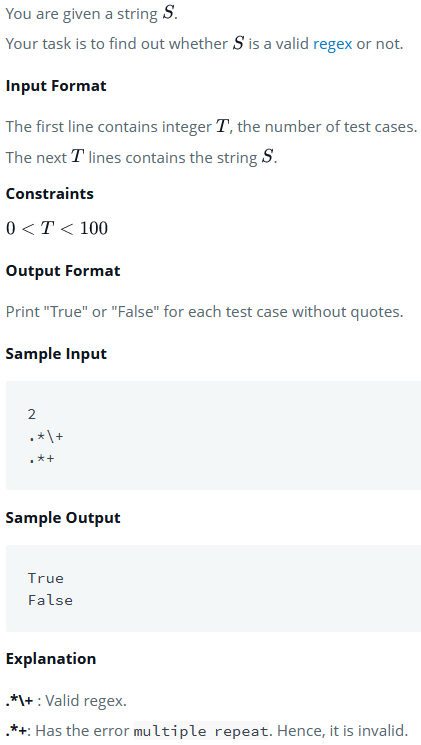 You are given a string S.
Your task is to find out whether S is a valid regex or not.
Input Format
The first line contains integer T, the number of test cases.
The next T lines contains the string S.
Constraints
0 < T < 100
Output Format
Print "True" or "False" for each test case without quotes.
Sample Input
2
.*\+
.*+
Sample Output
True
False
Explanation
.*\+ : Valid regex.
.*+: Has the error multiple repeat. Hence, it is invalid.